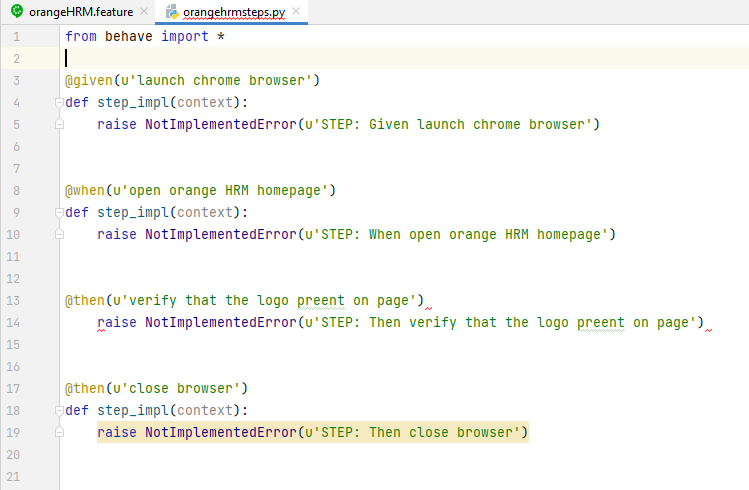 orangeHRM.feature × orangehrmsteps.py ×
1 from behave import *
2
3 @given(u'launch chrome browser')
4 def step_impl(context):
5     raise NotImplementedError(u'STEP: Given launch chrome browser')
6
7
8 @when(u'open orange HRM homepage')
9 def step_impl(context):
10     raise NotImplementedError(u'STEP: When open orange HRM homepage')
11
12
13 @then(u'verify that the logo preent on page')
14     raise NotImplementedError(u'STEP: Then verify that the logo preent on page')
15
16
17 @then(u'close browser')
18 def step_impl(context):
19     raise NotImplementedError(u'STEP: Then close browser')
20
21